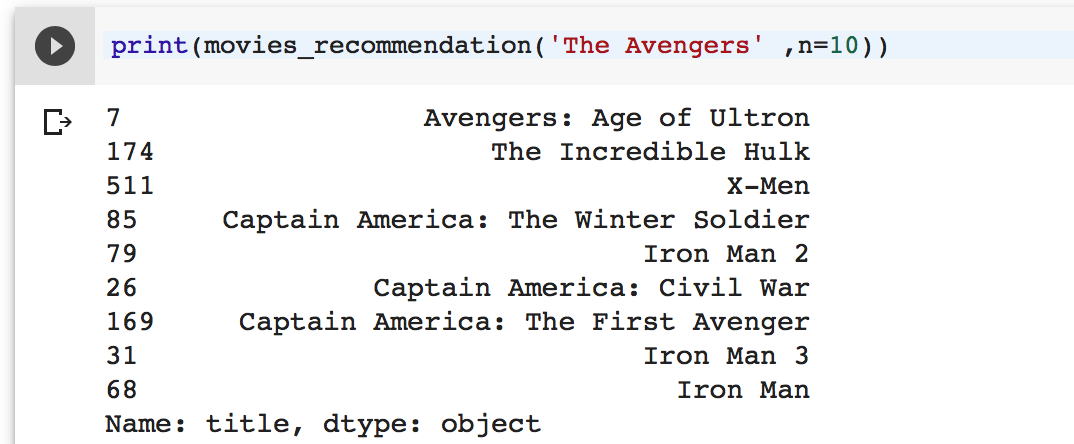 print(movies_recommendation('The Avengers' ,n=10))
7 Avengers: Age of Ultron
174 The Incredible Hulk
511 X-Men
85 Captain America: The Winter Soldier
79 Iron Man 2
26 Captain America: Civil War
169 Captain America: The First Avenger
31 Iron Man 3
68 Iron Man
Name: title, dtype: object